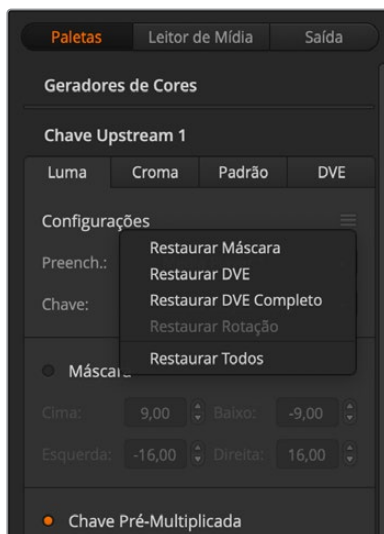 Paletas Leitor de Mídia Saída
Geradores de Cores
Chave Upstream 1
Luma Croma Padrão DVE
Configurações
Restaurar Máscara
Preench.:
Restaurar DVE
Chave:
Restaurar DVE Completo
Restaurar Rotação
Restaurar Todos
Máscara
Cima: 9,00 Baixo: -9,00
Esquerda: -16,00 Direita: 16,00
Chave Pré-Multiplicada